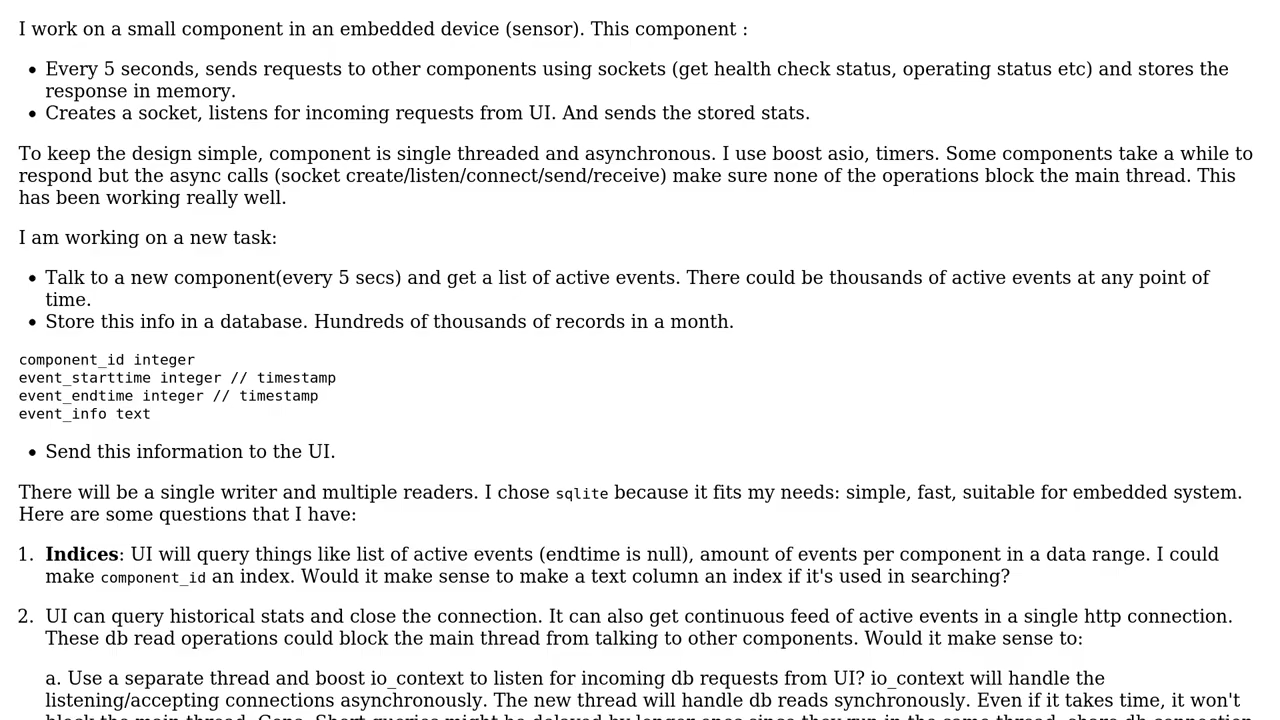 I work on a small component in an embedded device (sensor). This component :
• Every 5 seconds, sends requests to other components using sockets (get health check status, operating status etc) and stores the
response in memory.
• Creates a socket, listens for incoming requests from UI. And sends the stored stats.
To keep the design simple, component is single threaded and asynchronous. I use boost asio, timers. Some components take a while to
respond but the async calls (socket create/listen/connect/send/receive) make sure none of the operations block the main thread. This
has been working really well.
I am working on a new task:
• Talk to a new component(every 5 secs) and get a list of active events. There could be thousands of active events at any point of
time.
• Store this info in a database. Hundreds of thousands of records in a month.
component_id integer
event_starttime integer // timestamp
event_endtime integer // timestamp
event_info text
• Send this information to the UI.
There will be a single writer and multiple readers. I chose sqlite because it fits my needs: simple, fast, suitable for embedded system.
Here are some questions that I have:
1. Indices: UI will query things like list of active events (endtime is null), amount of events per component in a data range. I could
make component_id an index. Would it make sense to make a text column an index if it's used in searching?
2. UI can query historical stats and close the connection. It can also get continuous feed of active events in a single http connection.
These db read operations could block the main thread from talking to other components. Would it make sense to:
a. Use a separate thread and boost io_context to listen for incoming db requests from UI? io_context will handle the
listening/accepting connections asynchronously. The new thread will handle db reads synchronously. Even if it takes time, it won't